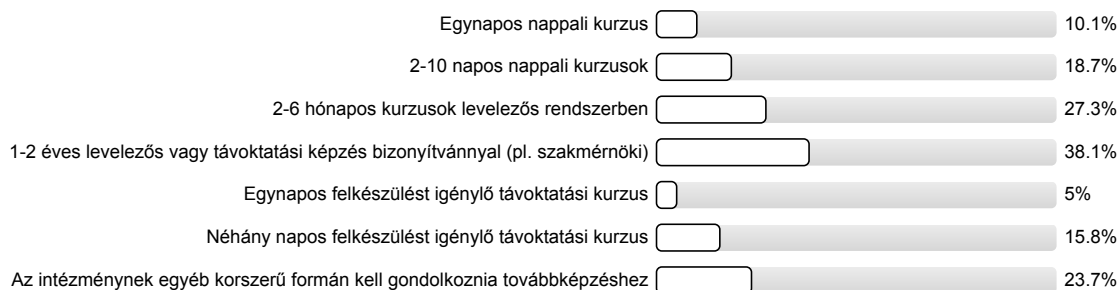 Egynapos nappali kurzus 10.1%
2-10 napos nappali kurzusok 18.7%
2-6 hónapos kurzusok levelezős rendszerben 27.3%
1-2 éves levelezős vagy távoktatási képzés bizonyítvánnyal (pl. szakmérnöki) 38.1%
Egynapos felkészülést igénylő távoktatási kurzus 5%
Néhány napos felkészülést igénylő távoktatási kurzus 15.8%
Az intézménynek egyéb korszerű formán kell gondolkoznia továbbképzéshez 23.7%